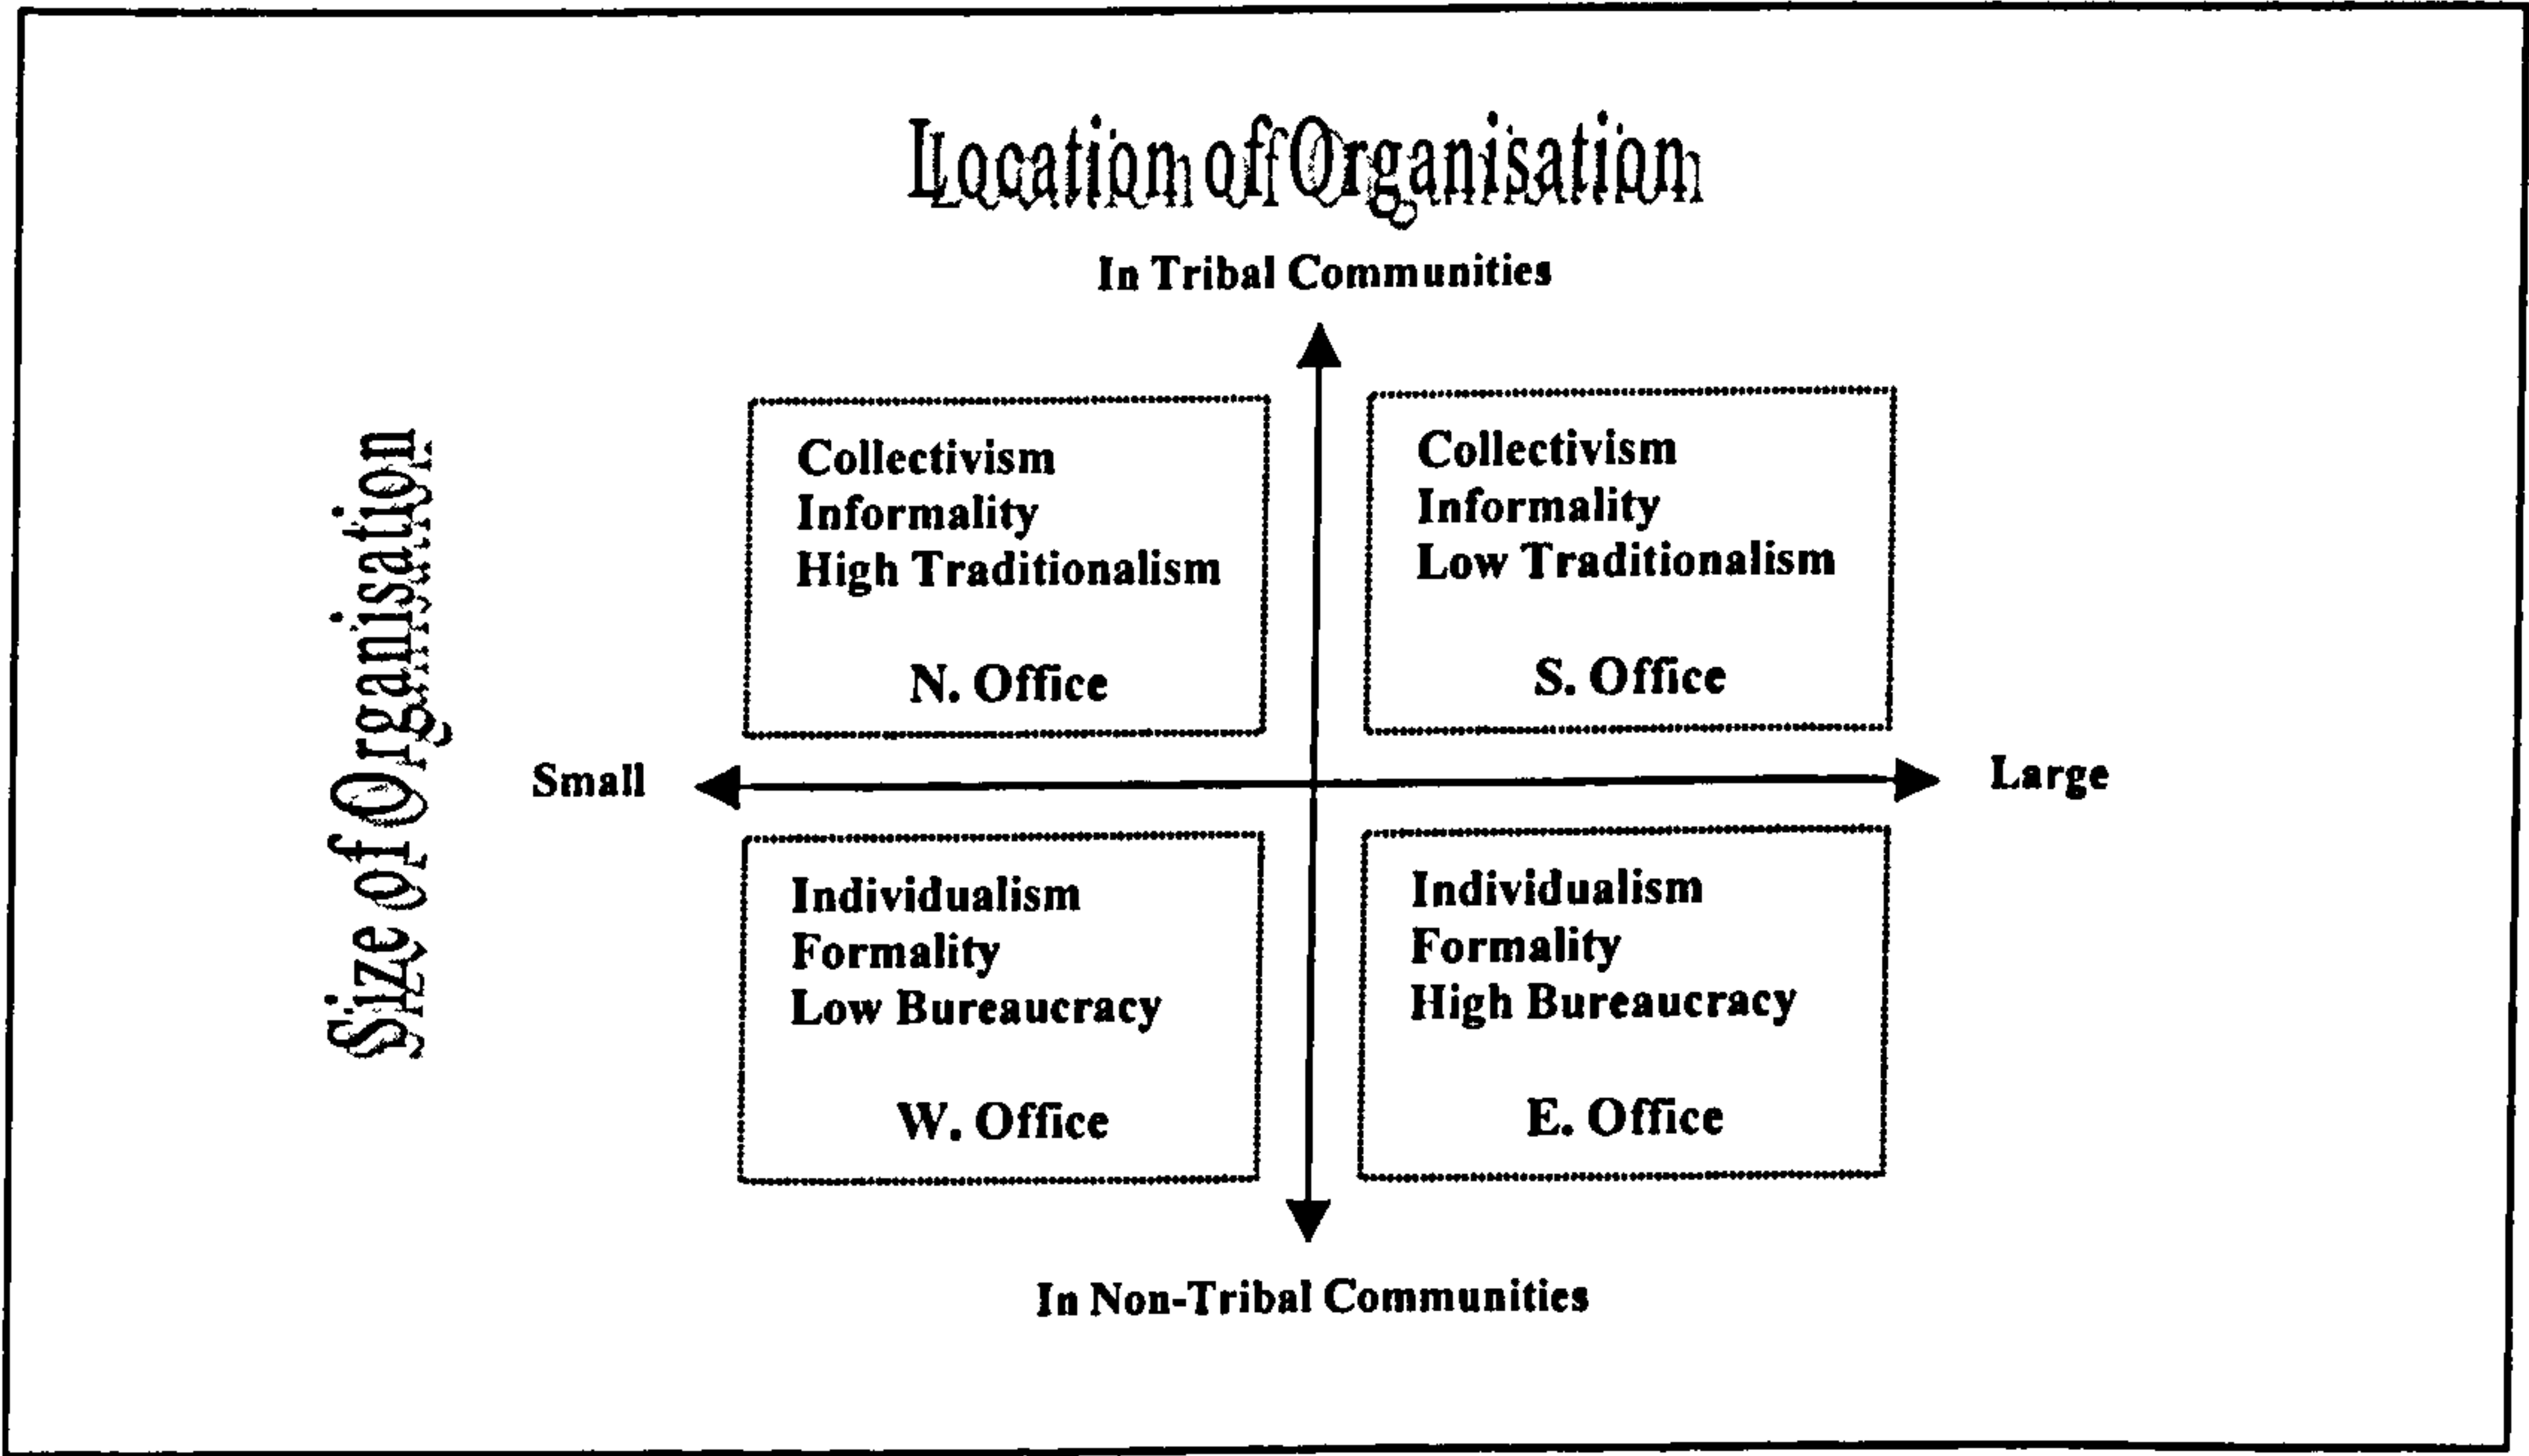 Location of Organisation
In Tribal Communities
Size of Organisation
Collectivism
Informality
High Traditionalism
N. Office
Collectivism
Informality
Low Traditionalism
S. Office
Small
Large
Individualism
Formality
Low Bureaucracy
W. Office
Individualism
Formality
High Bureaucracy
E. Office
In Non-Tribal Communities